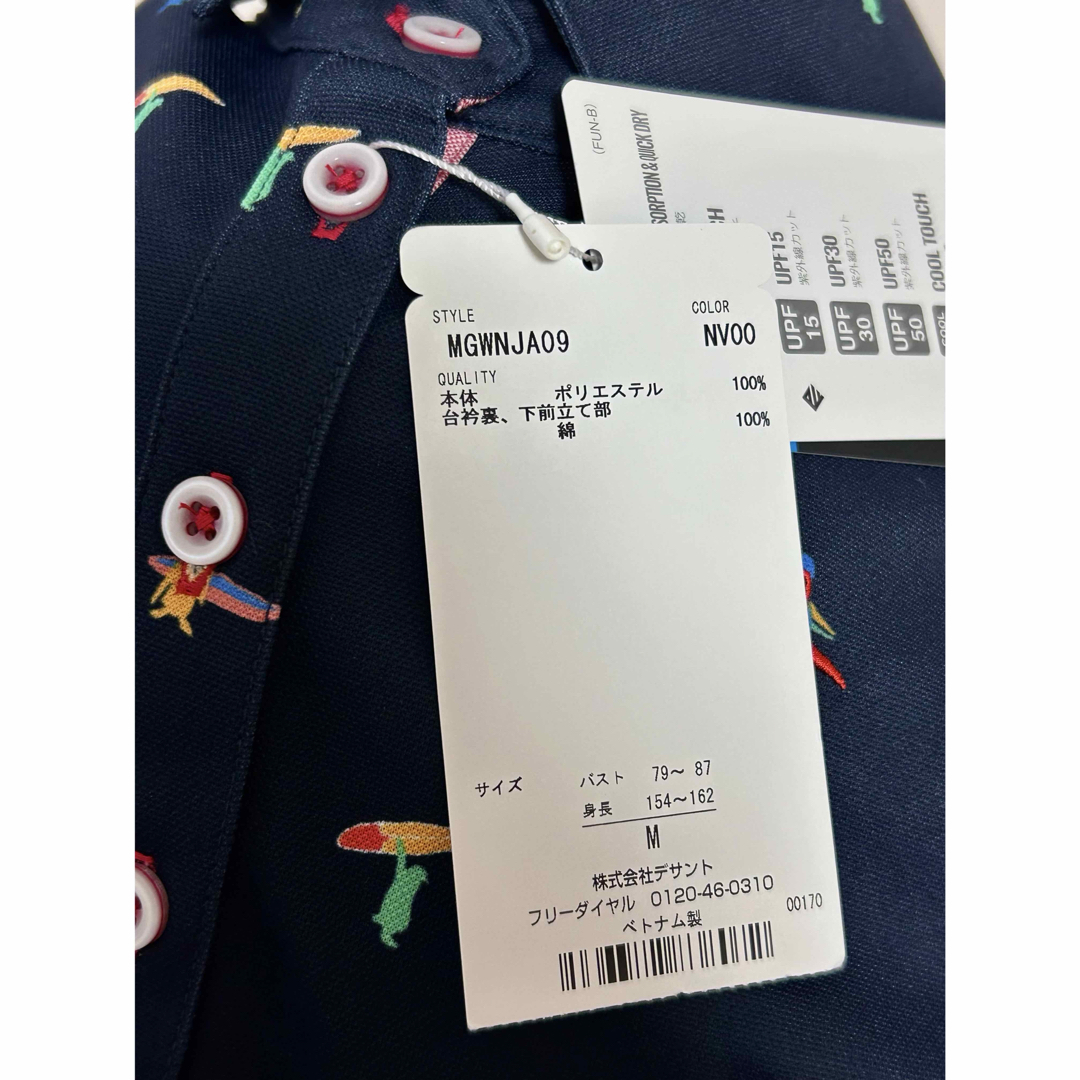 STYLE
COLOR
MGWNJA09
NV00
QUALITY
本体 ポリエステル 100%
台衿裏、下前立て部
綿 100%
サイズ
バスト 79〜 87
身長 154〜162
M
株式会社デサント
フリーダイヤル 0120-46-0310
ベトナム製
00170
(FUN-B)
SORPTION & QUICK DRY
UPF 15
UPF15
紫外線カット
UPF 30
UPF30
紫外線カット
UPF 50
UPF50
紫外線カット
COOL TOUCH